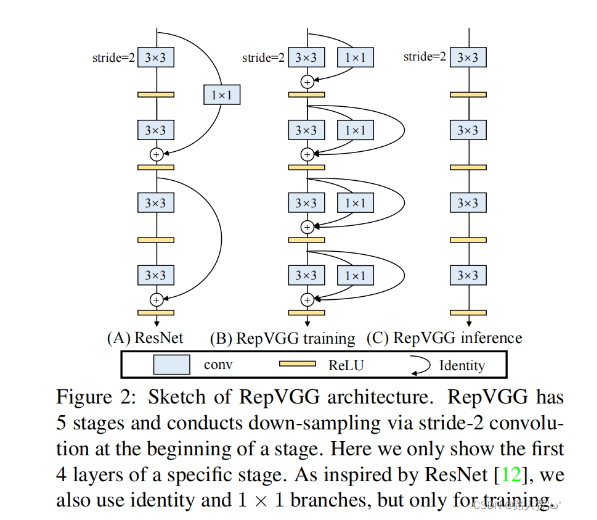 stride=2 3×3 stride=2 3×3 1×1 stride=2 3×3
1×1
3×3 3×3 1×1 3×3
+ +
+
3×3 3×3 1×1 3×3
+
3×3 3×3 1×1 3×3
+ +
(A) ResNet (B) RepVGG training (C) RepVGG inference
conv ReLU Identity
Figure 2: Sketch of RepVGG architecture. RepVGG has
5 stages and conducts down-sampling via stride-2 convolu-
tion at the beginning of a stage. Here we only show the first
4 layers of a specific stage. As inspired by ResNet [12], we
also use identity and 1 × 1 branches, but only for training.